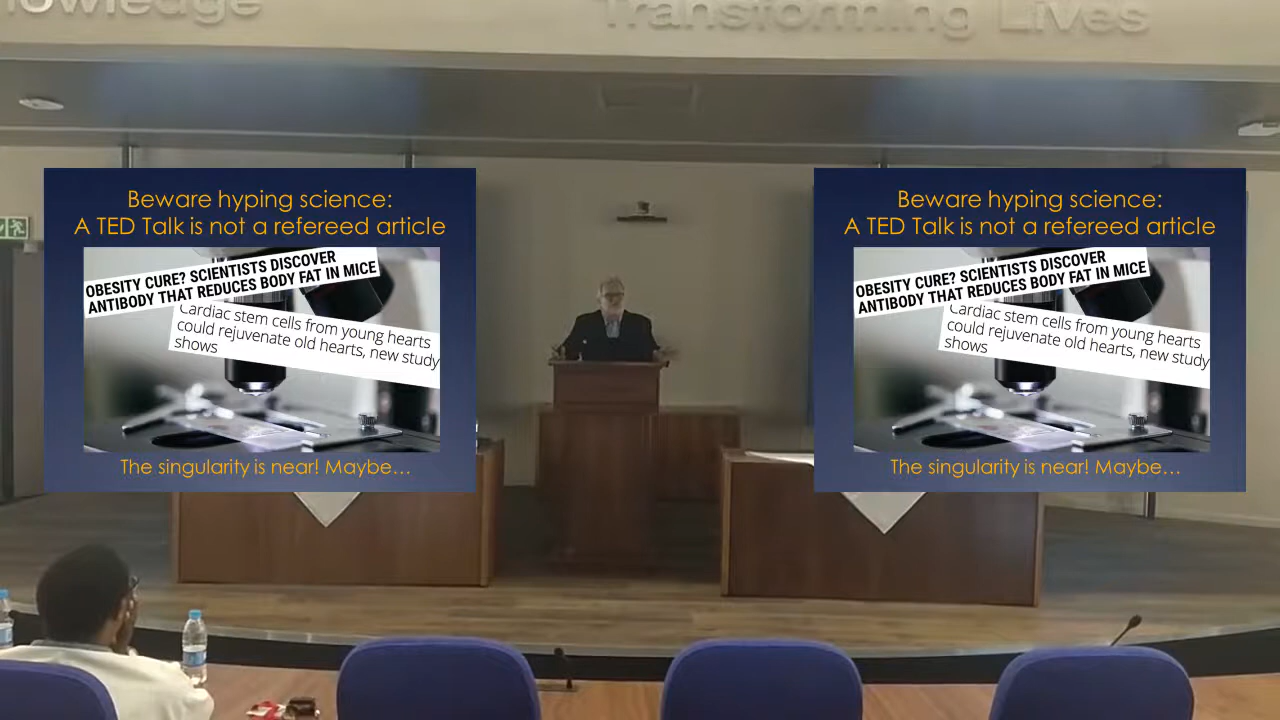 Transforming Lives
Beware hyping science:
A TED Talk is not a refereed article
OBESITY CURE? SCIENTISTS DISCOVER
ANTIBODY THAT REDUCES BODY FAT IN MICE
Cardiac stem cells from young hearts
could rejuvenate old hearts, new study
shows
The singularity is near! Maybe...
Beware hyping science:
A TED Talk is not a refereed article
OBESITY CURE? SCIENTISTS DISCOVER
ANTIBODY THAT REDUCES BODY FAT IN MICE
Cardiac stem cells from young hearts
could rejuvenate old hearts, new study
shows
The singularity is near! Maybe...